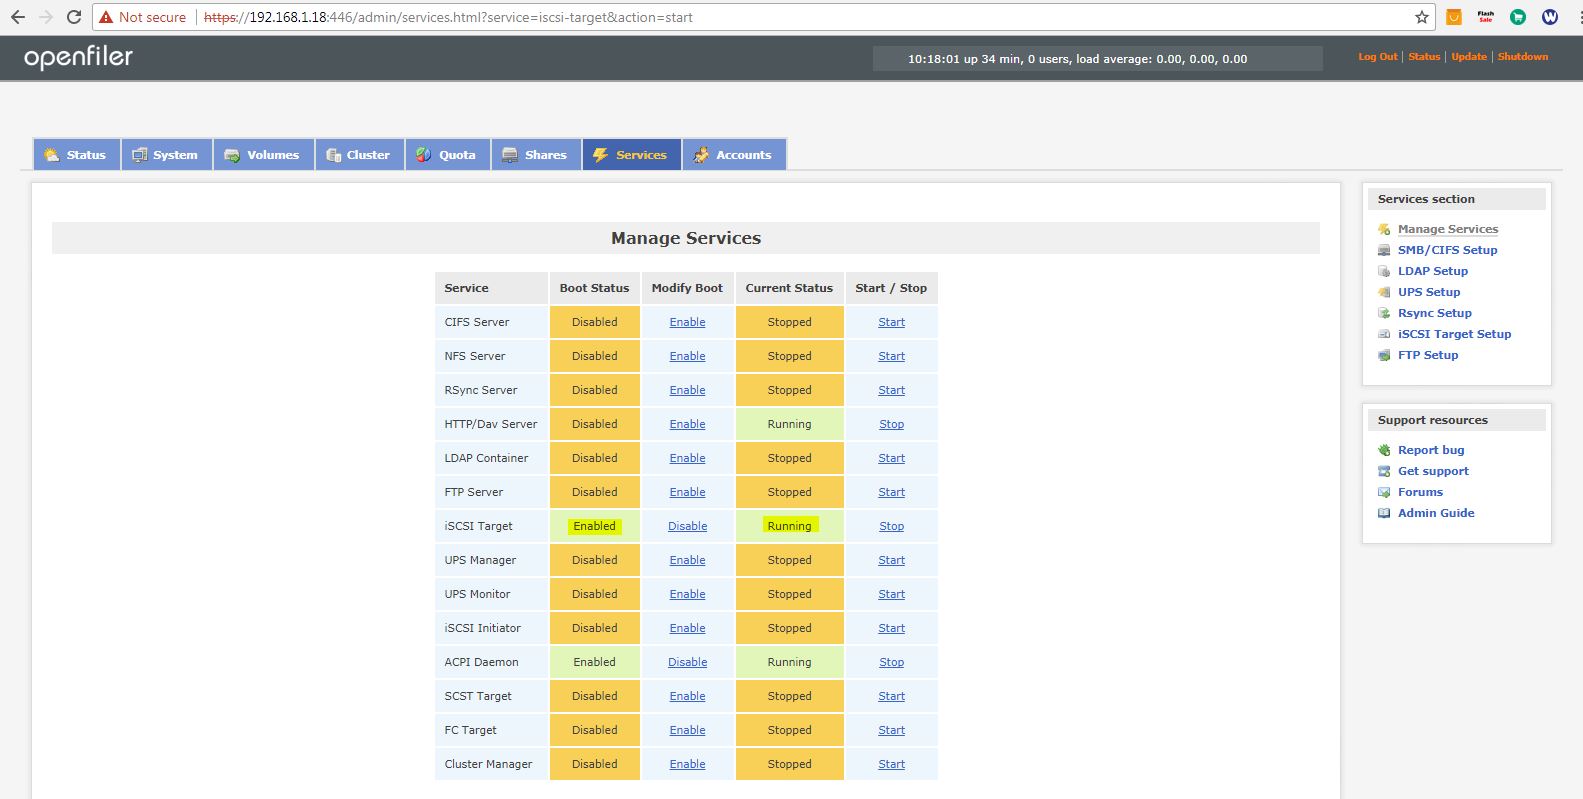 Not secure | https://192.168.1.18:446/admin/services.html?service=iscsi-target&action=start
Flash Sale
W
openfiler
10:18:01 up 34 min, 0 users, load average: 0.00, 0.00, 0.00
Log Out | Status | Update | Shutdown
Status System Volumes Cluster Quota Shares Services Accounts
Manage Services
Service Boot Status Modify Boot Current Status Start / Stop
CIFS Server Disabled Enable Stopped Start
NFS Server Disabled Enable Stopped Start
RSync Server Disabled Enable Stopped Start
HTTP/Dav Server Disabled Enable Running Stop
LDAP Container Disabled Enable Stopped Start
FTP Server Disabled Enable Stopped Start
iSCSI Target Enabled Disable Running Stop
UPS Manager Disabled Enable Stopped Start
UPS Monitor Disabled Enable Stopped Start
iSCSI Initiator Disabled Enable Stopped Start
ACPI Daemon Enabled Disable Running Stop
SCST Target Disabled Enable Stopped Start
FC Target Disabled Enable Stopped Start
Cluster Manager Disabled Enable Stopped Start
Services section
Manage Services
SMB/CIFS Setup
LDAP Setup
UPS Setup
Rsync Setup
iSCSI Target Setup
FTP Setup
Support resources
Report bug
Get support
Forums
Admin Guide